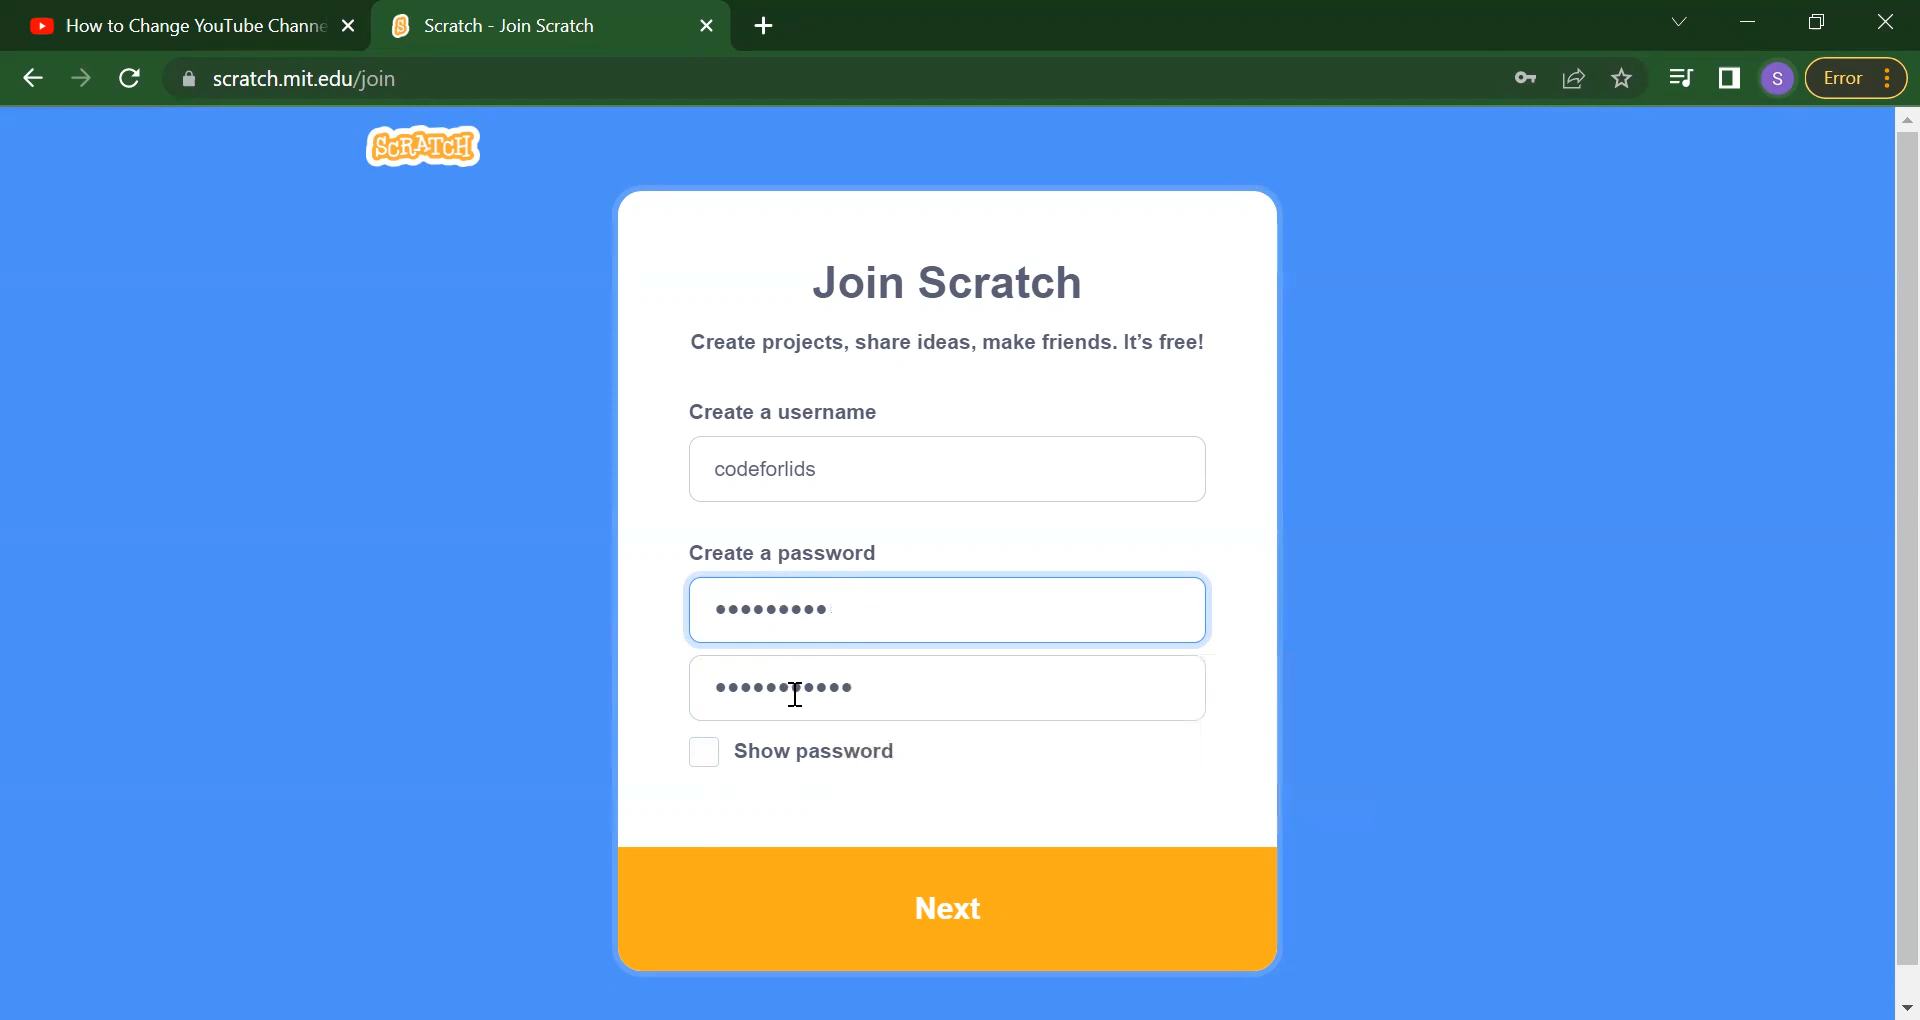 How to Change YouTube Channe
Scratch - Join Scratch
scratch.mit.edu/join
S
Error
SCRATCH
Join Scratch
Create projects, share ideas, make friends. It's free!
Create a username
codeforlids
Create a password
•••••••••
•••••••••••
Show password
Next